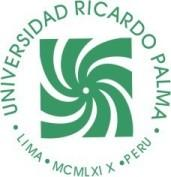 UNIVERSIDAD RICARDO PALMA
LIMA • MCMLXI X • PERU